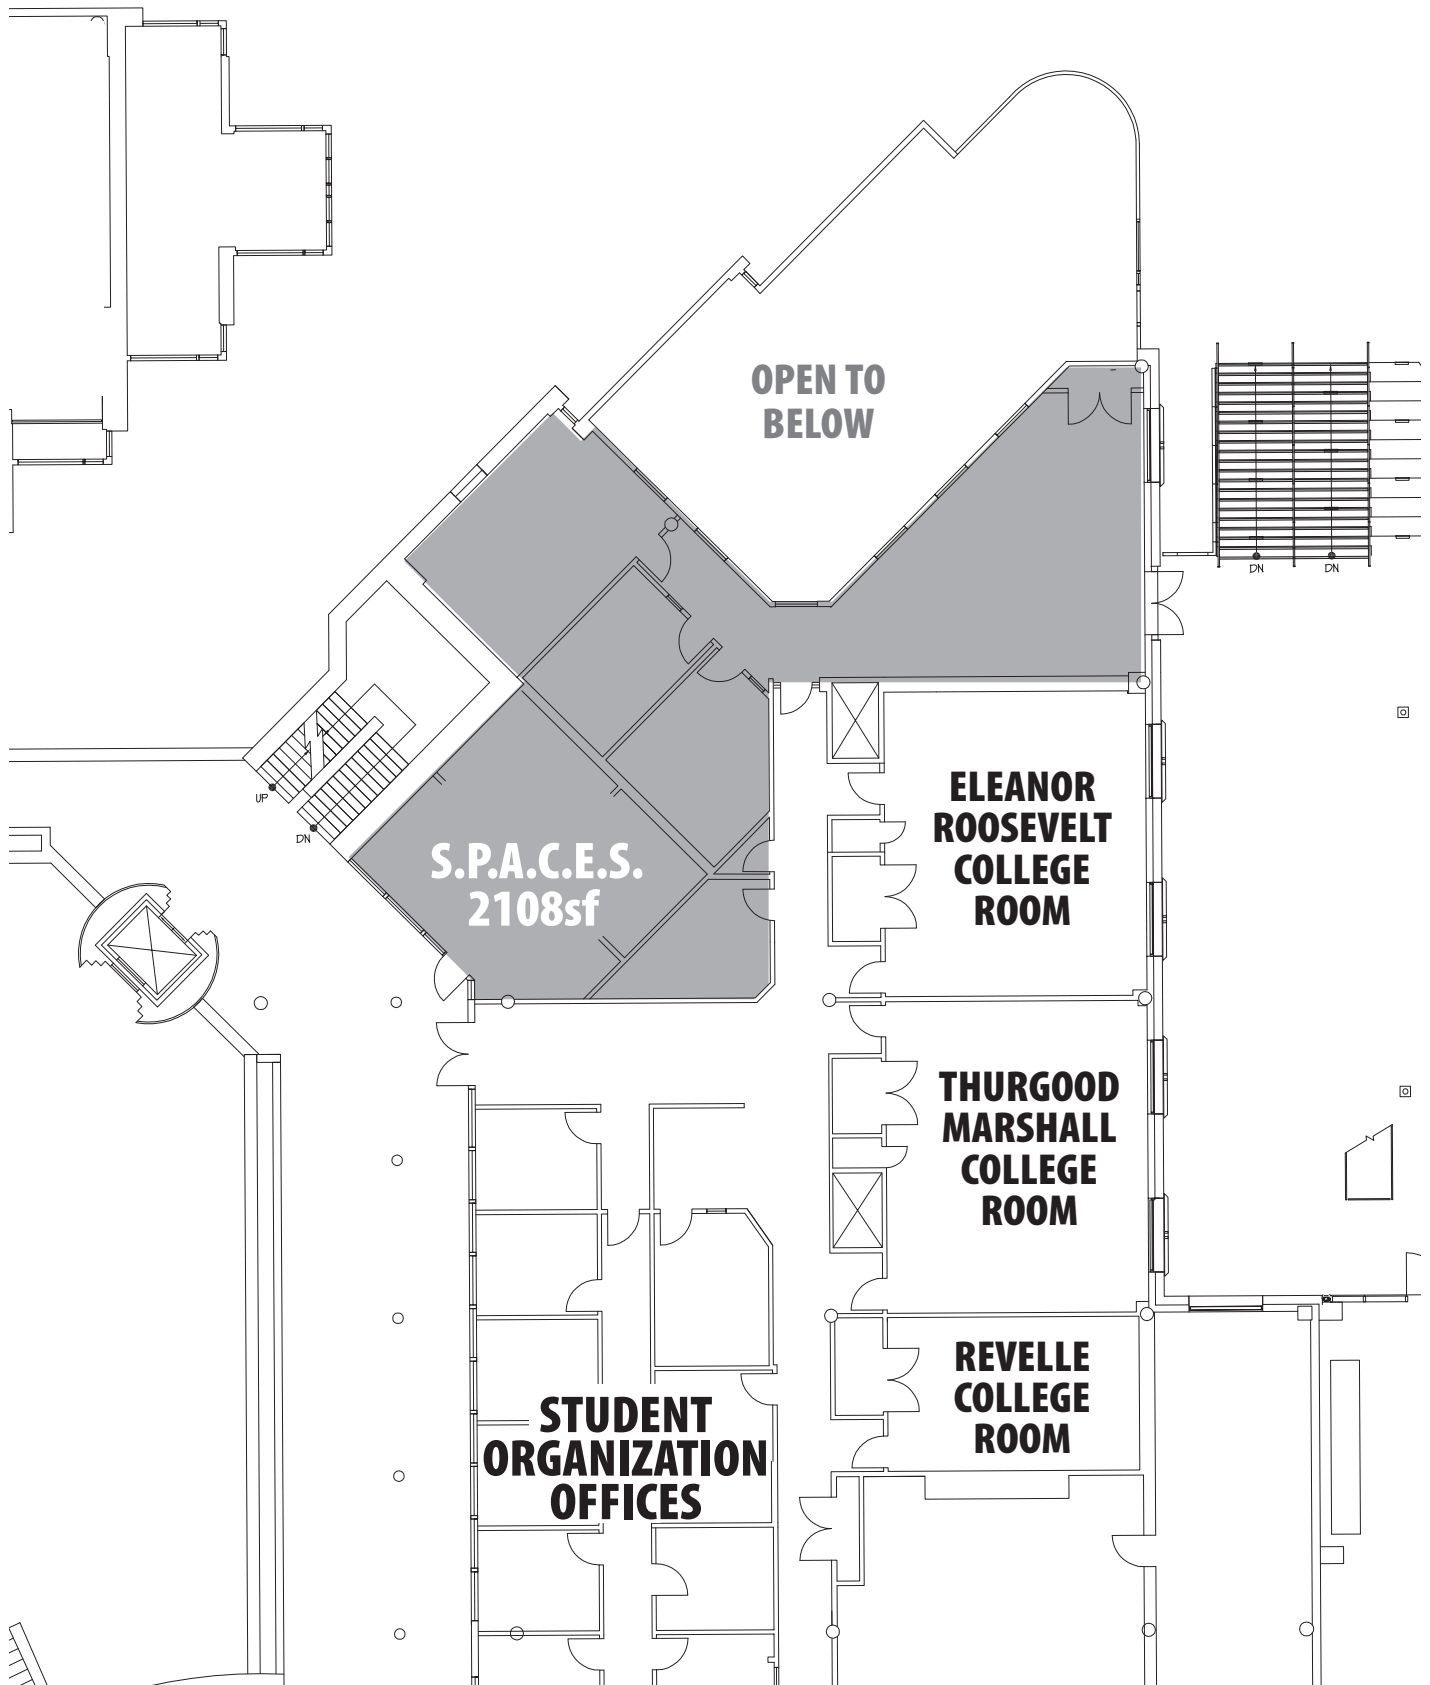 OPEN TO
BELOW
DN
DN
UP
DN
ELEANOR
ROOSEVELT
COLLEGE
ROOM
S.P.A.C.E.S.
2108sf
THURGOOD
MARSHALL
COLLEGE
ROOM
REVELLE
COLLEGE
ROOM
STUDENT
ORGANIZATION
OFFICES